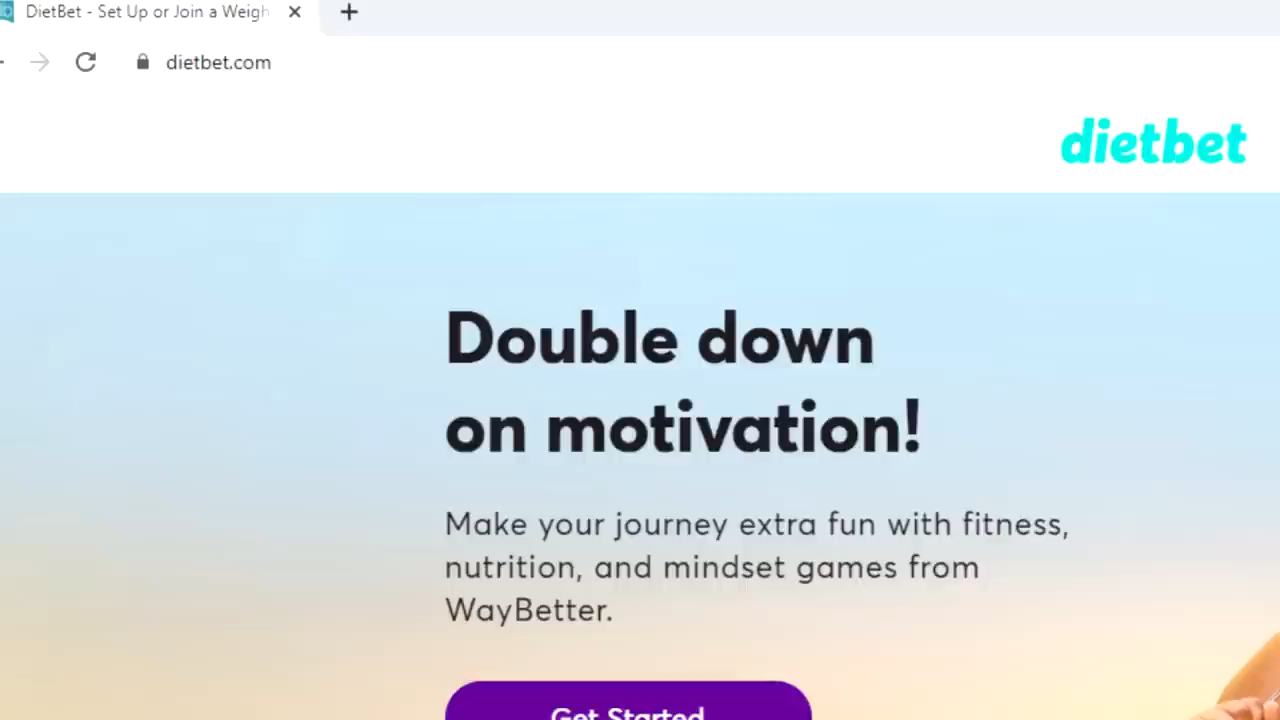 DietBet - Set Up or Join a Weigh
dietbet.com
dietbet
Double down
on motivation!
Make your journey extra fun with fitness,
nutrition, and mindset games from
WayBetter.
Get Started